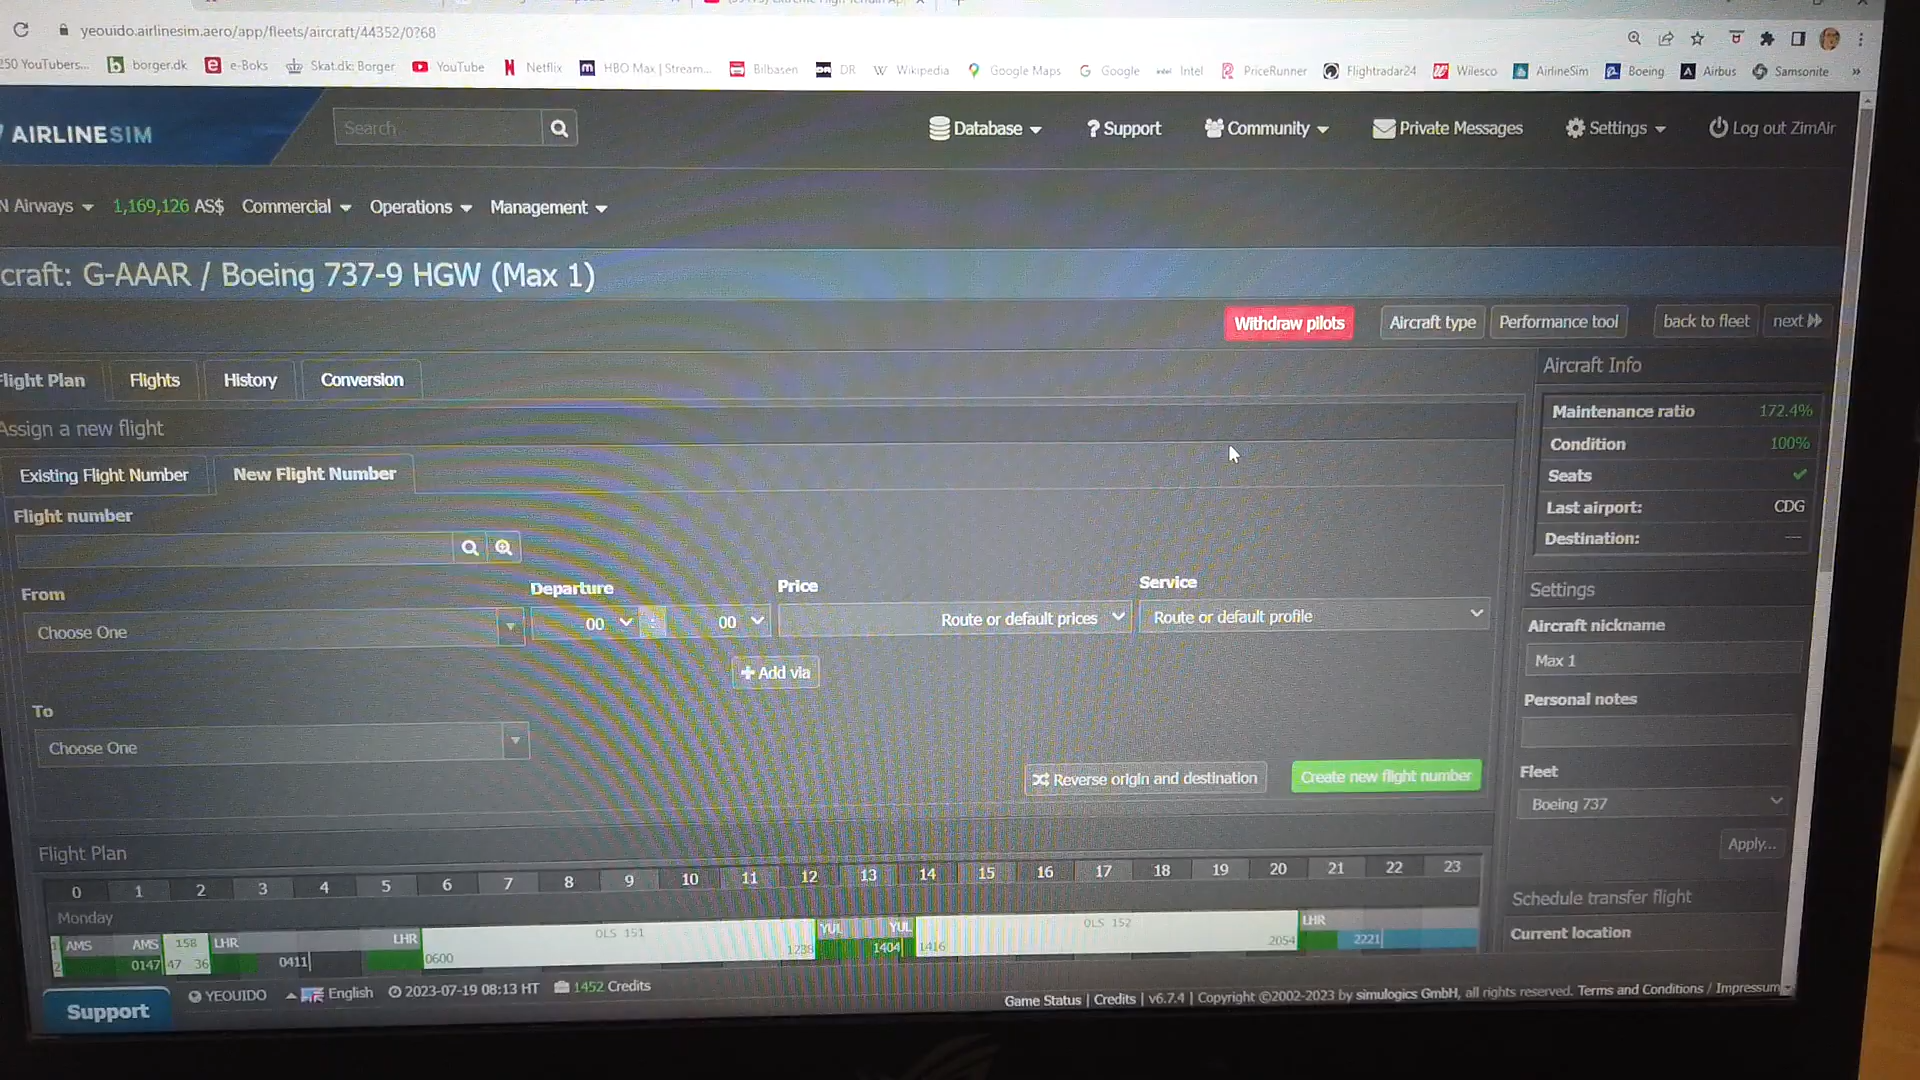 yeouido.airlinesim.aero/app/fleets/aircraft/44352/0?68
250 YouTubers... borger.dk e-Boks Skat.dk: Borger YouTube Netflix HBO Max | Stream... Bilbasen DR Wikipedia Google Maps Google Intel PriceRunner Flightradar24 Wilesco AirlineSim Boeing Airbus Samsonite »
AIRLINESIM Search Database Support Community Private Messages Settings Log out ZimAir
N Airways 1,169,126 AS$ Commercial Operations Management
craft: G-AAAR / Boeing 737-9 HGW (Max 1)
Withdraw pilots Aircraft type Performance tool back to fleet next
Flight Plan Flights History Conversion
Aircraft Info
Maintenance ratio 172.4%
Condition 100%
Seats
Last airport: CDG
Destination: ---
Assign a new flight
Existing Flight Number New Flight Number
Flight number
From Departure Price Service
Choose One 00 : 00 Route or default prices Route or default profile
+ Add via
To
Choose One
Reverse origin and destination Create new flight number
Settings
Aircraft nickname
Max 1
Personal notes
Fleet
Boeing 737
Apply...
Schedule transfer flight
Current location
Flight Plan
0 1 2 3 4 5 6 7 8 9 10 11 12 13 14 15 16 17 18 19 20 21 22 23
Monday
AMS AMS 158 LHR LHR OLS 151 YUL YUL OLS 152 LHR
0147 47 36 0411 0600 1238 1404 1416 2054 2221
Support YEOUIDO English 2023-07-19 08:13 HT 1452 Credits
Game Status | Credits | v6.7.4 | Copyright ©2002-2023 by simulogics GmbH, all rights reserved. Terms and Conditions / Impressum